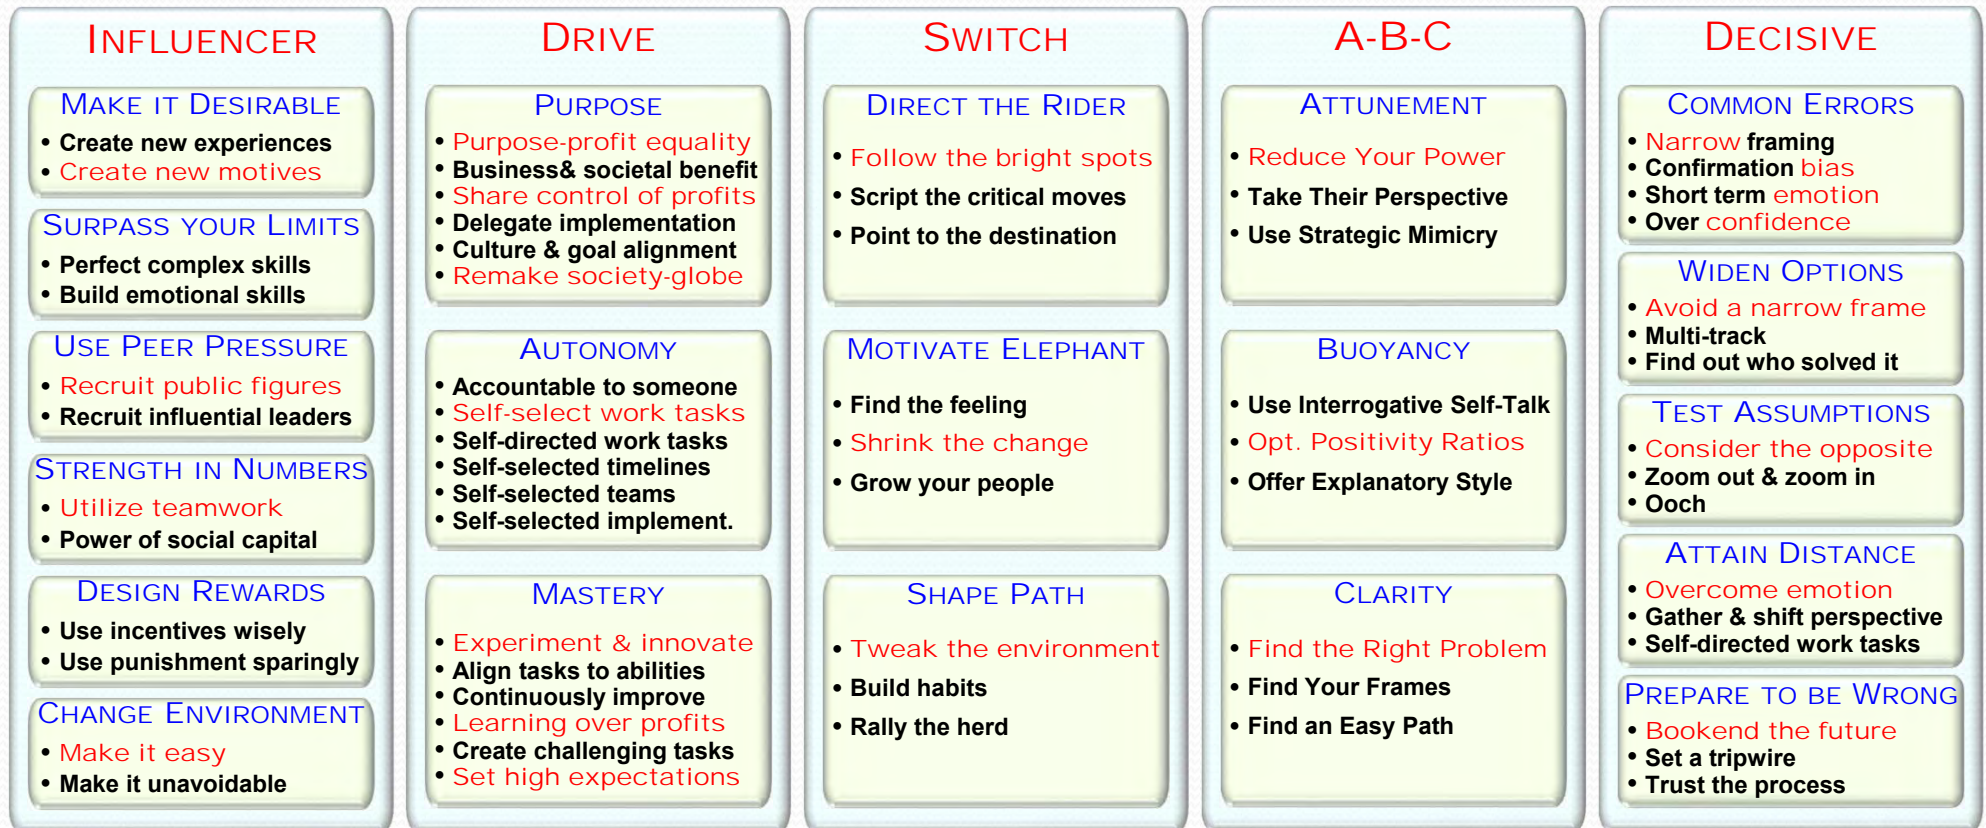 INFLUENCER
MAKE IT DESIRABLE
• Create new experiences
• Create new motives
SURPASS YOUR LIMITS
• Perfect complex skills
• Build emotional skills
USE PEER PRESSURE
• Recruit public figures
• Recruit influential leaders
STRENGTH IN NUMBERS
• Utilize teamwork
• Power of social capital
DESIGN REWARDS
• Use incentives wisely
• Use punishment sparingly
CHANGE ENVIRONMENT
• Make it easy
• Make it unavoidable
DRIVE
PURPOSE
• Purpose-profit equality
• Business& societal benefit
• Share control of profits
• Delegate implementation
• Culture & goal alignment
• Remake society-globe
AUTONOMY
• Accountable to someone
• Self-select work tasks
• Self-directed work tasks
• Self-selected timelines
• Self-selected teams
• Self-selected implement.
MASTERY
• Experiment & innovate
• Align tasks to abilities
• Continuously improve
• Learning over profits
• Create challenging tasks
• Set high expectations
SWITCH
DIRECT THE RIDER
• Follow the bright spots
• Script the critical moves
• Point to the destination
MOTIVATE ELEPHANT
• Find the feeling
• Shrink the change
• Grow your people
SHAPE PATH
• Tweak the environment
• Build habits
• Rally the herd
A-B-C
ATTUNEMENT
• Reduce Your Power
• Take Their Perspective
• Use Strategic Mimicry
BUOYANCY
• Use Interrogative Self-Talk
• Opt. Positivity Ratios
• Offer Explanatory Style
CLARITY
• Find the Right Problem
• Find Your Frames
• Find an Easy Path
DECISIVE
COMMON ERRORS
• Narrow framing
• Confirmation bias
• Short term emotion
• Over confidence
WIDEN OPTIONS
• Avoid a narrow frame
• Multi-track
• Find out who solved it
TEST ASSUMPTIONS
• Consider the opposite
• Zoom out & zoom in
• Ooch
ATTAIN DISTANCE
• Overcome emotion
• Gather & shift perspective
• Self-directed work tasks
PREPARE TO BE WRONG
• Bookend the future
• Set a tripwire
• Trust the process